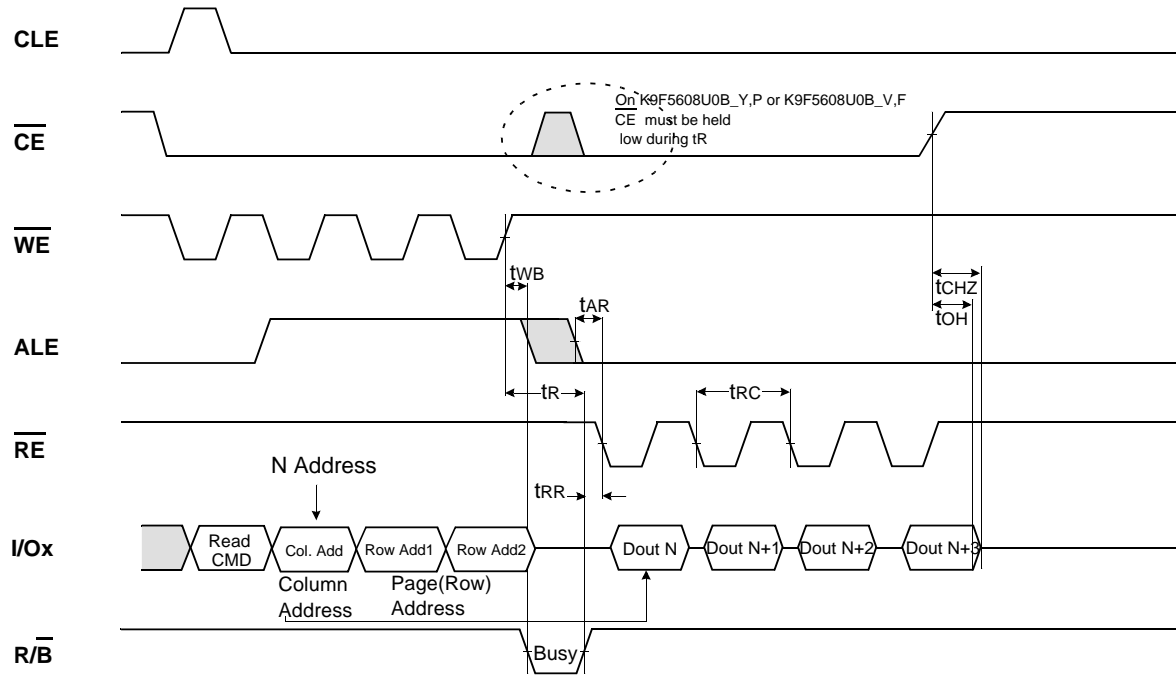 CLE
On K9F5608U0B_Y,P or K9F5608U0B_V,F
CE must be held
low during tR
CE
WE
tWB
tCHZ
tAR
tOH
ALE
tR
tRC
RE
N Address
tRR
I/Ox
Read
CMD
Col. Add
Row Add1
Row Add2
Dout N
Dout N+1
Dout N+2
Dout N+3
Column
Address
Page(Row)
Address
R/B
Busy